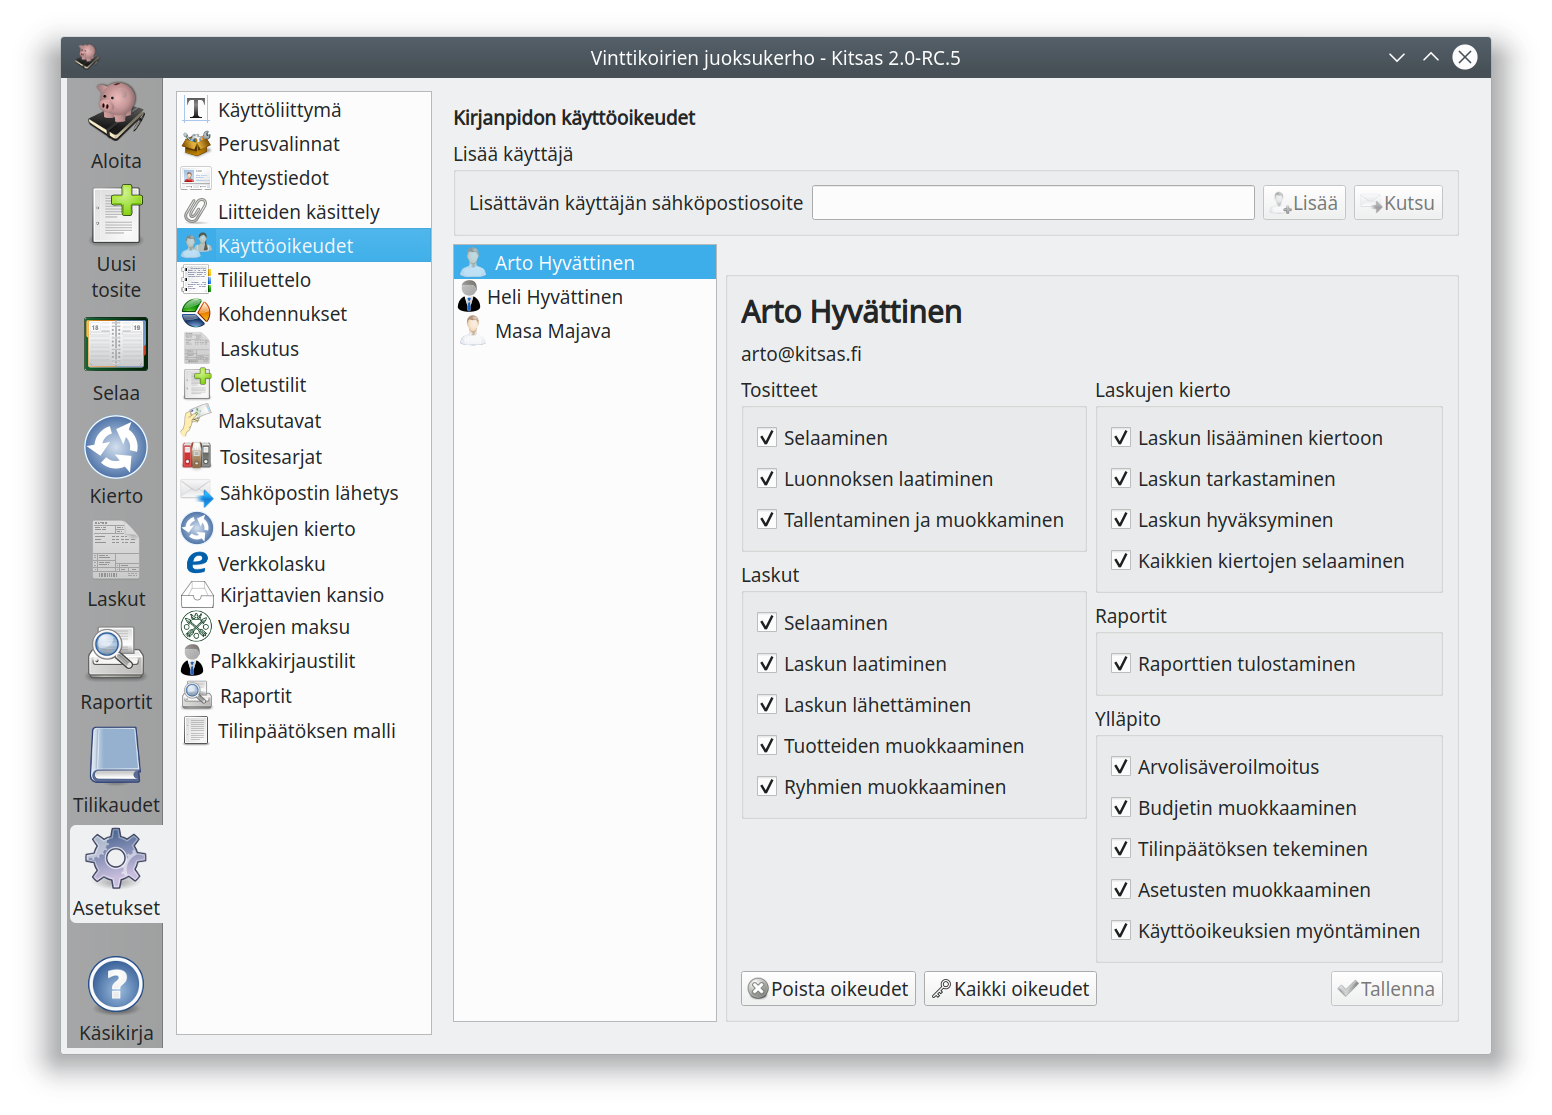 Vinttikoirien juoksukerho - Kitsas 2.0-RC.5
Aloita
Uusi
tosite
Selaa
Kierto
Laskut
Raportit
Tilikaudet
Asetukset
Käsikirja
Käyttöliittymä
Perusvalinnat
Yhteystiedot
Liitteiden käsittely
Käyttöoikeudet
Tililuettelo
Kohdennukset
Laskutus
Oletustilit
Maksutavat
Tositesarjat
Sähköpostin lähetys
Laskujen kierto
Verkkolasku
Kirjattavien kansio
Verojen maksu
Palkkakirjaustilit
Raportit
Tilinpäätöksen malli
Kirjanpidon käyttöoikeudet
Lisää käyttäjä
Lisättävän käyttäjän sähköpostiosoite
Lisää
Kutsu
Arto Hyvättinen
Heli Hyvättinen
Masa Majava
Arto Hyvättinen
arto@kitsas.fi
Tositteet
Selaaminen
Luonnoksen laatiminen
Tallentaminen ja muokkaminen
Laskut
Selaaminen
Laskun laatiminen
Laskun lähettäminen
Tuotteiden muokkaaminen
Ryhmien muokkaaminen
Laskujen kierto
Laskun lisääminen kiertoon
Laskun tarkastaminen
Laskun hyväksyminen
Kaikkien kiertojen selaaminen
Raportit
Raporttien tulostaminen
Ylläpito
Arvolisäveroilmoitus
Budjetin muokkaaminen
Tilinpäätöksen tekeminen
Asetusten muokkaaminen
Käyttöoikeuksien myöntäminen
Poista oikeudet
Kaikki oikeudet
Tallenna